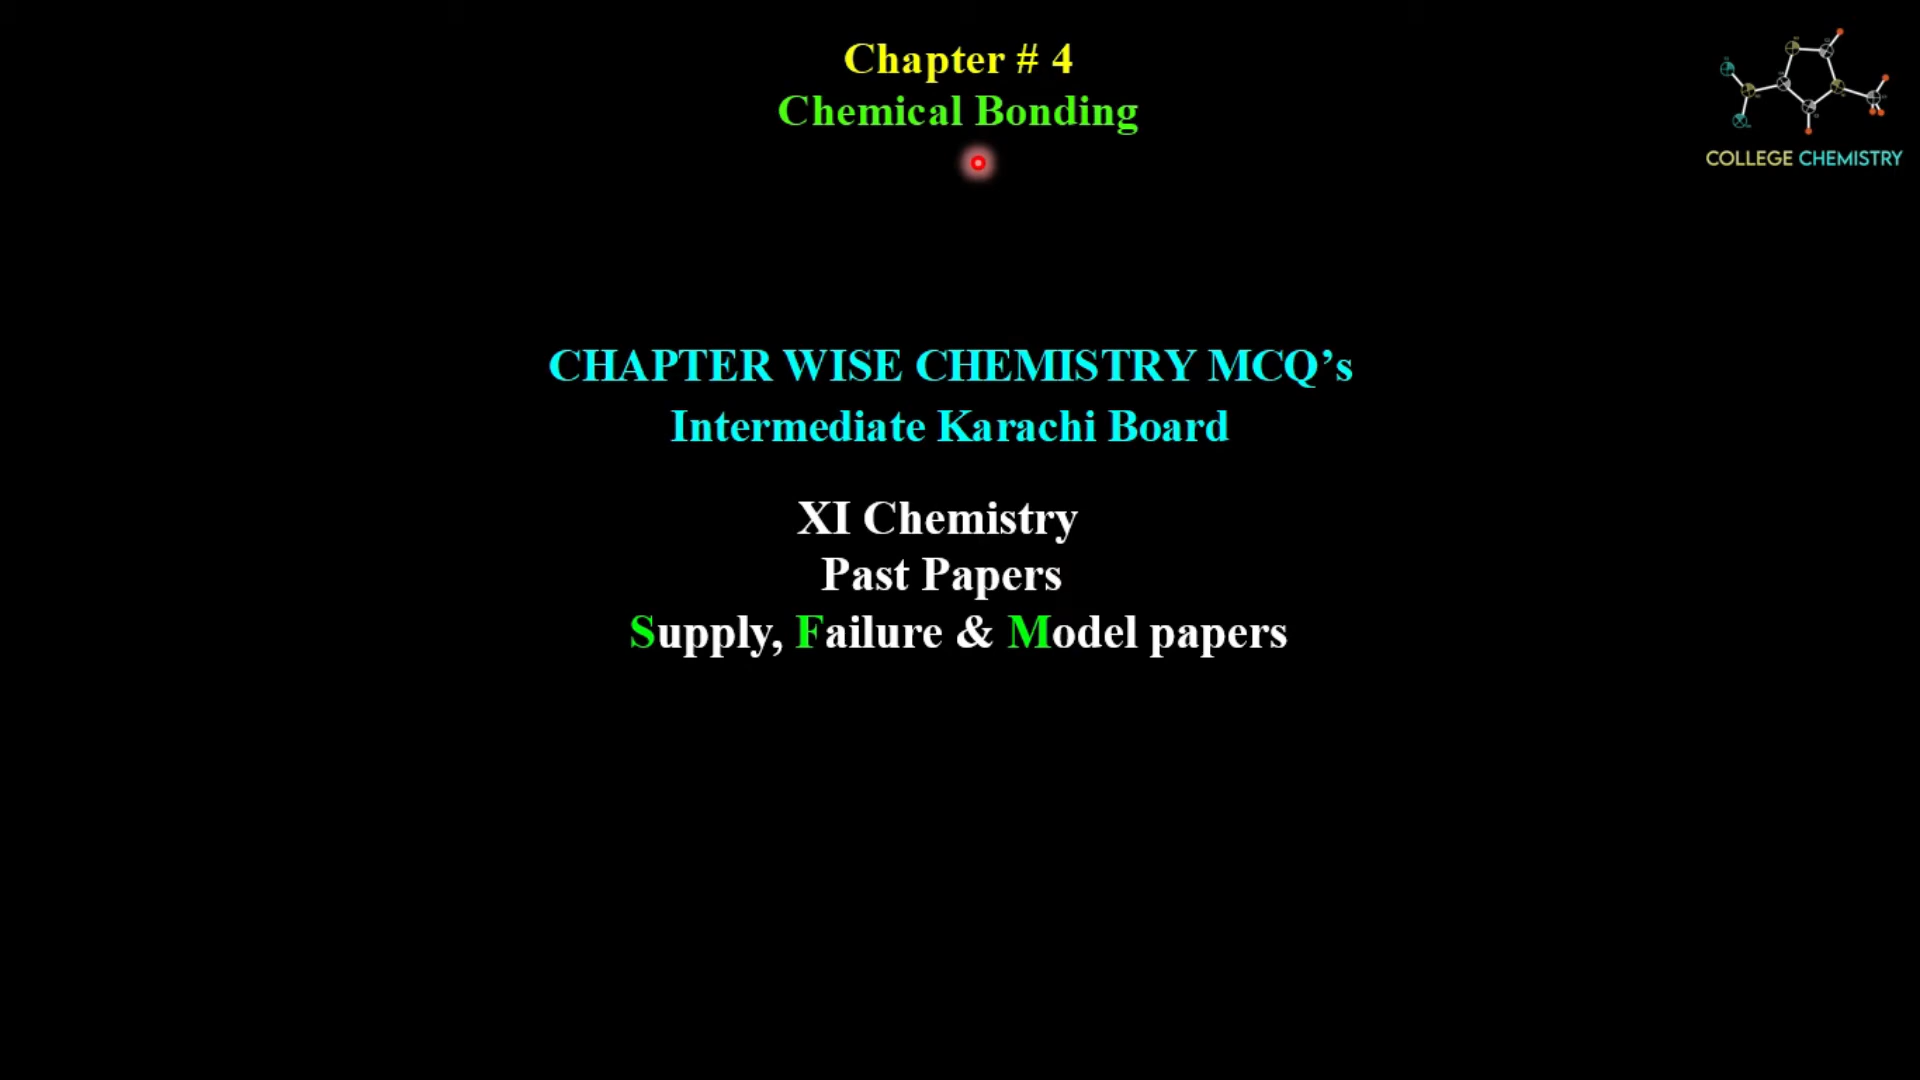 Chapter # 4
Chemical Bonding
COLLEGE CHEMISTRY
CHAPTER WISE CHEMISTRY MCQ’s
Intermediate Karachi Board
XI Chemistry
Past Papers
Supply, Failure & Model papers